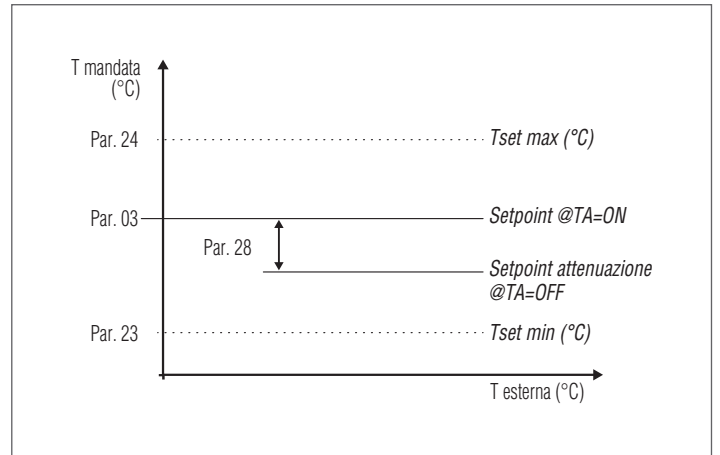 T mandata
(°C)
Par. 24
Tset max (°C)
Par. 03
Setpoint @TA=ON
Par. 28
Setpoint attenuazione
@TA=OFF
Par. 23
Tset min (°C)
T esterna (°C)